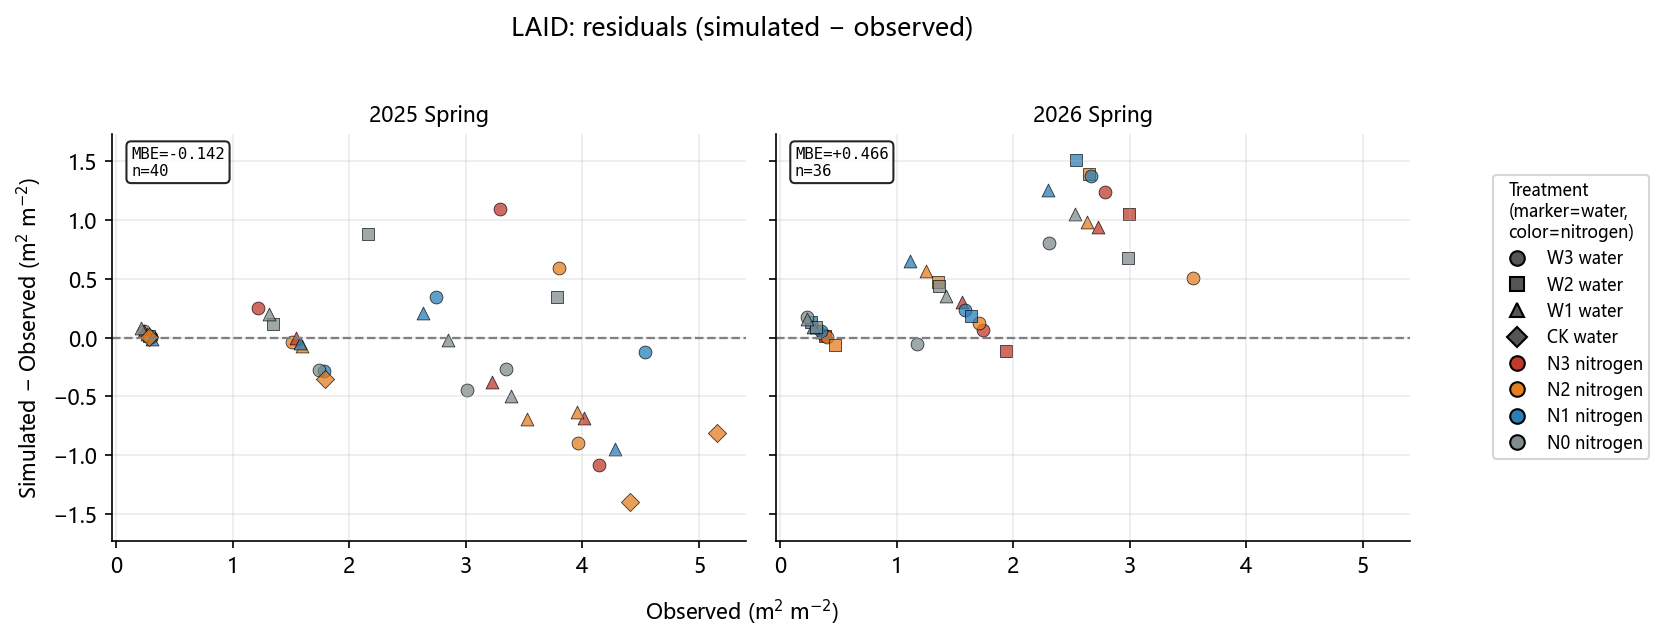 LAID: residuals (simulated − observed)
2025 Spring
2026 Spring
MBE=-0.142
n=40
MBE=+0.466
n=36
Simulated − Observed (m² m⁻²)
1.5
1.0
0.5
0.0
−0.5
−1.0
−1.5
0 1 2 3 4 5
0 1 2 3 4 5
Observed (m² m⁻²)
Treatment
(marker=water,
color=nitrogen)
W3 water
W2 water
W1 water
CK water
N3 nitrogen
N2 nitrogen
N1 nitrogen
N0 nitrogen